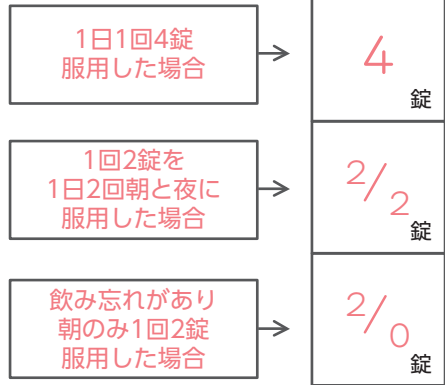 1日1回4錠
服用した場合
4
錠
1回2錠を
1日2回朝と夜に
服用した場合
2/2
錠
飲み忘れがあり
朝のみ1回2錠
服用した場合
2/0
錠